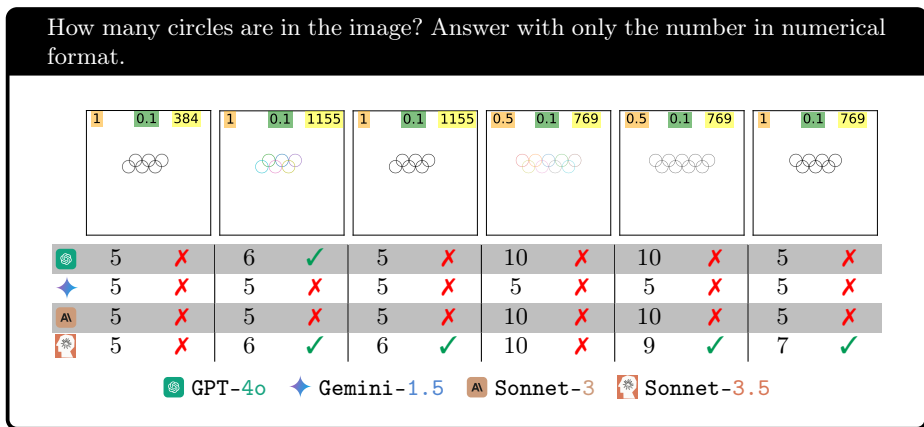 How many circles are in the image? Answer with only the number in numerical
format.
1 0.1 384 1 0.1 1155 1 0.1 1155 0.5 0.1 769 0.5 0.1 769 1 0.1 769
5 ✗ 6 ✓ 5 ✗ 10 ✗ 10 ✗ 5 ✗
5 ✗ 5 ✗ 5 ✗ 5 ✗ 5 ✗ 5 ✗
A\ 5 ✗ 5 ✗ 5 ✗ 10 ✗ 10 ✗ 5 ✗
5 ✗ 6 ✓ 6 ✓ 10 ✗ 9 ✓ 7 ✓
GPT-4o Gemini-1.5 A\ Sonnet-3 Sonnet-3.5